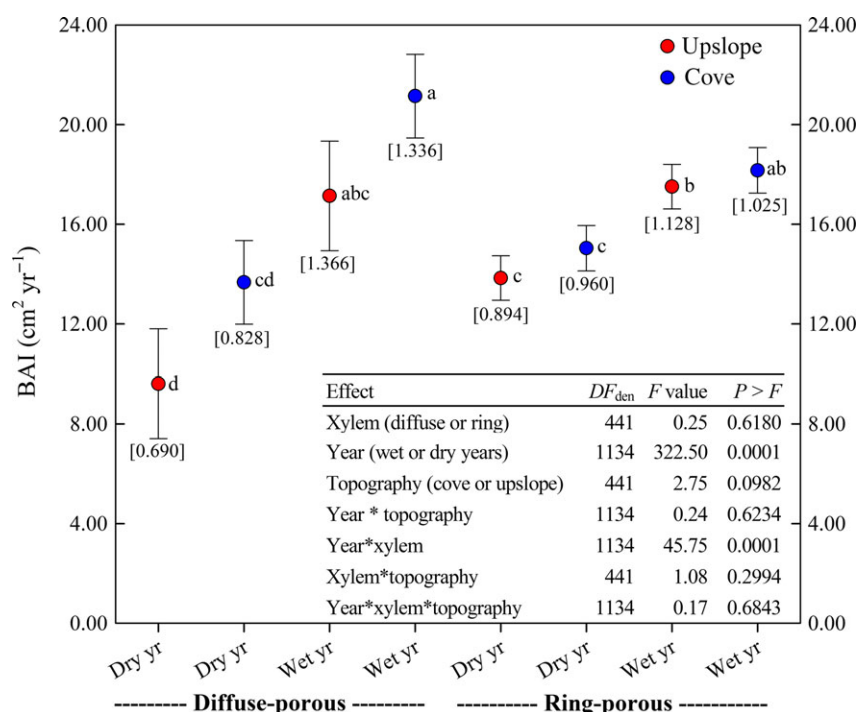 24.00
20.00
16.00
12.00
8.00
4.00
0.00
BAI (cm² yr⁻¹)
24.00
20.00
16.00
12.00
8.00
4.00
0.00
Upslope
Cove
d
[0.690]
cd
[0.828]
abc
[1.366]
a
[1.336]
c
[0.894]
c
[0.960]
b
[1.128]
ab
[1.025]
Effect DFden F value P > F
Xylem (diffuse or ring) 441 0.25 0.6180
Year (wet or dry years) 1134 322.50 0.0001
Topography (cove or upslope) 441 2.75 0.0982
Year * topography 1134 0.24 0.6234
Year*xylem 1134 45.75 0.0001
Xylem*topography 441 1.08 0.2994
Year*xylem*topography 1134 0.17 0.6843
Dry yr Dry yr Wet yr Wet yr Dry yr Dry yr Wet yr Wet yr
--------- Diffuse-porous --------- --------- Ring-porous ---------